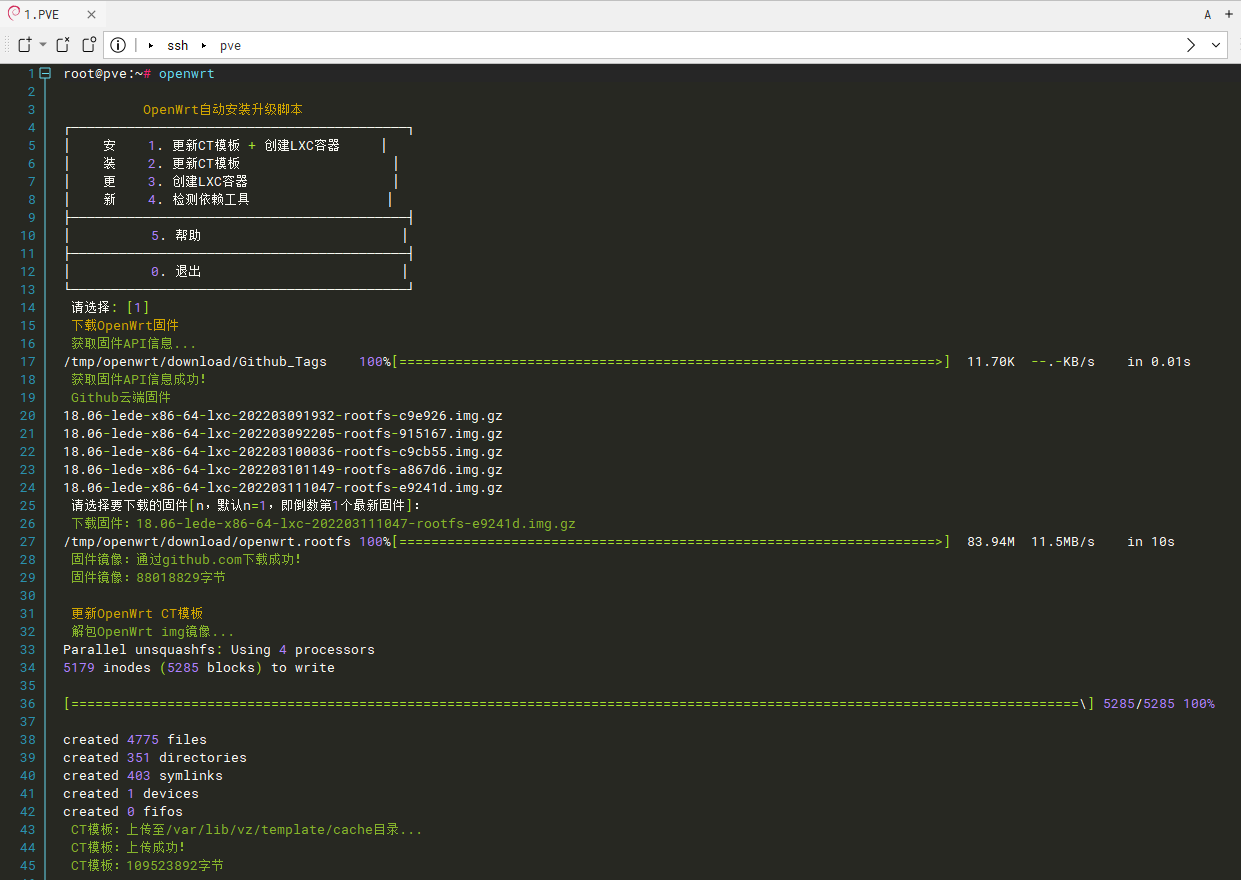 1.PVE
A
ssh pve
1 root@pve:~# openwrt
2
3 OpenWrt自动安装升级脚本
4
5 安 1. 更新CT模板 + 创建LXC容器
6 装 2. 更新CT模板
7 更 3. 创建LXC容器
8 新 4. 检测依赖工具
9
10 5. 帮助
11
12 0. 退出
13
14 请选择: [1]
15 下载OpenWrt固件
16 获取固件API信息...
17 /tmp/openwrt/download/Github_Tags 100%[===================================================================>] 11.70K --.-KB/s in 0.01s
18 获取固件API信息成功!
19 Github云端固件
20 18.06-lede-x86-64-lxc-202203091932-rootfs-c9e926.img.gz
21 18.06-lede-x86-64-lxc-202203092205-rootfs-915167.img.gz
22 18.06-lede-x86-64-lxc-202203100036-rootfs-c9cb55.img.gz
23 18.06-lede-x86-64-lxc-202203101149-rootfs-a867d6.img.gz
24 18.06-lede-x86-64-lxc-202203111047-rootfs-e9241d.img.gz
25 请选择要下载的固件[n，默认n=1，即倒数第1个最新固件]:
26 下载固件：18.06-lede-x86-64-lxc-202203111047-rootfs-e9241d.img.gz
27 /tmp/openwrt/download/openwrt.rootfs 100%[===================================================================>] 83.94M 11.5MB/s in 10s
28 固件镜像：通过github.com下载成功!
29 固件镜像：88018829字节
30
31 更新OpenWrt CT模板
32 解包OpenWrt img镜像...
33 Parallel unsquashfs: Using 4 processors
34 5179 inodes (5285 blocks) to write
35
36 [==============================================================================================================================\] 5285/5285 100%
37
38 created 4775 files
39 created 351 directories
40 created 403 symlinks
41 created 1 devices
42 created 0 fifos
43 CT模板：上传至/var/lib/vz/template/cache目录...
44 CT模板：上传成功!
45 CT模板：109523892字节